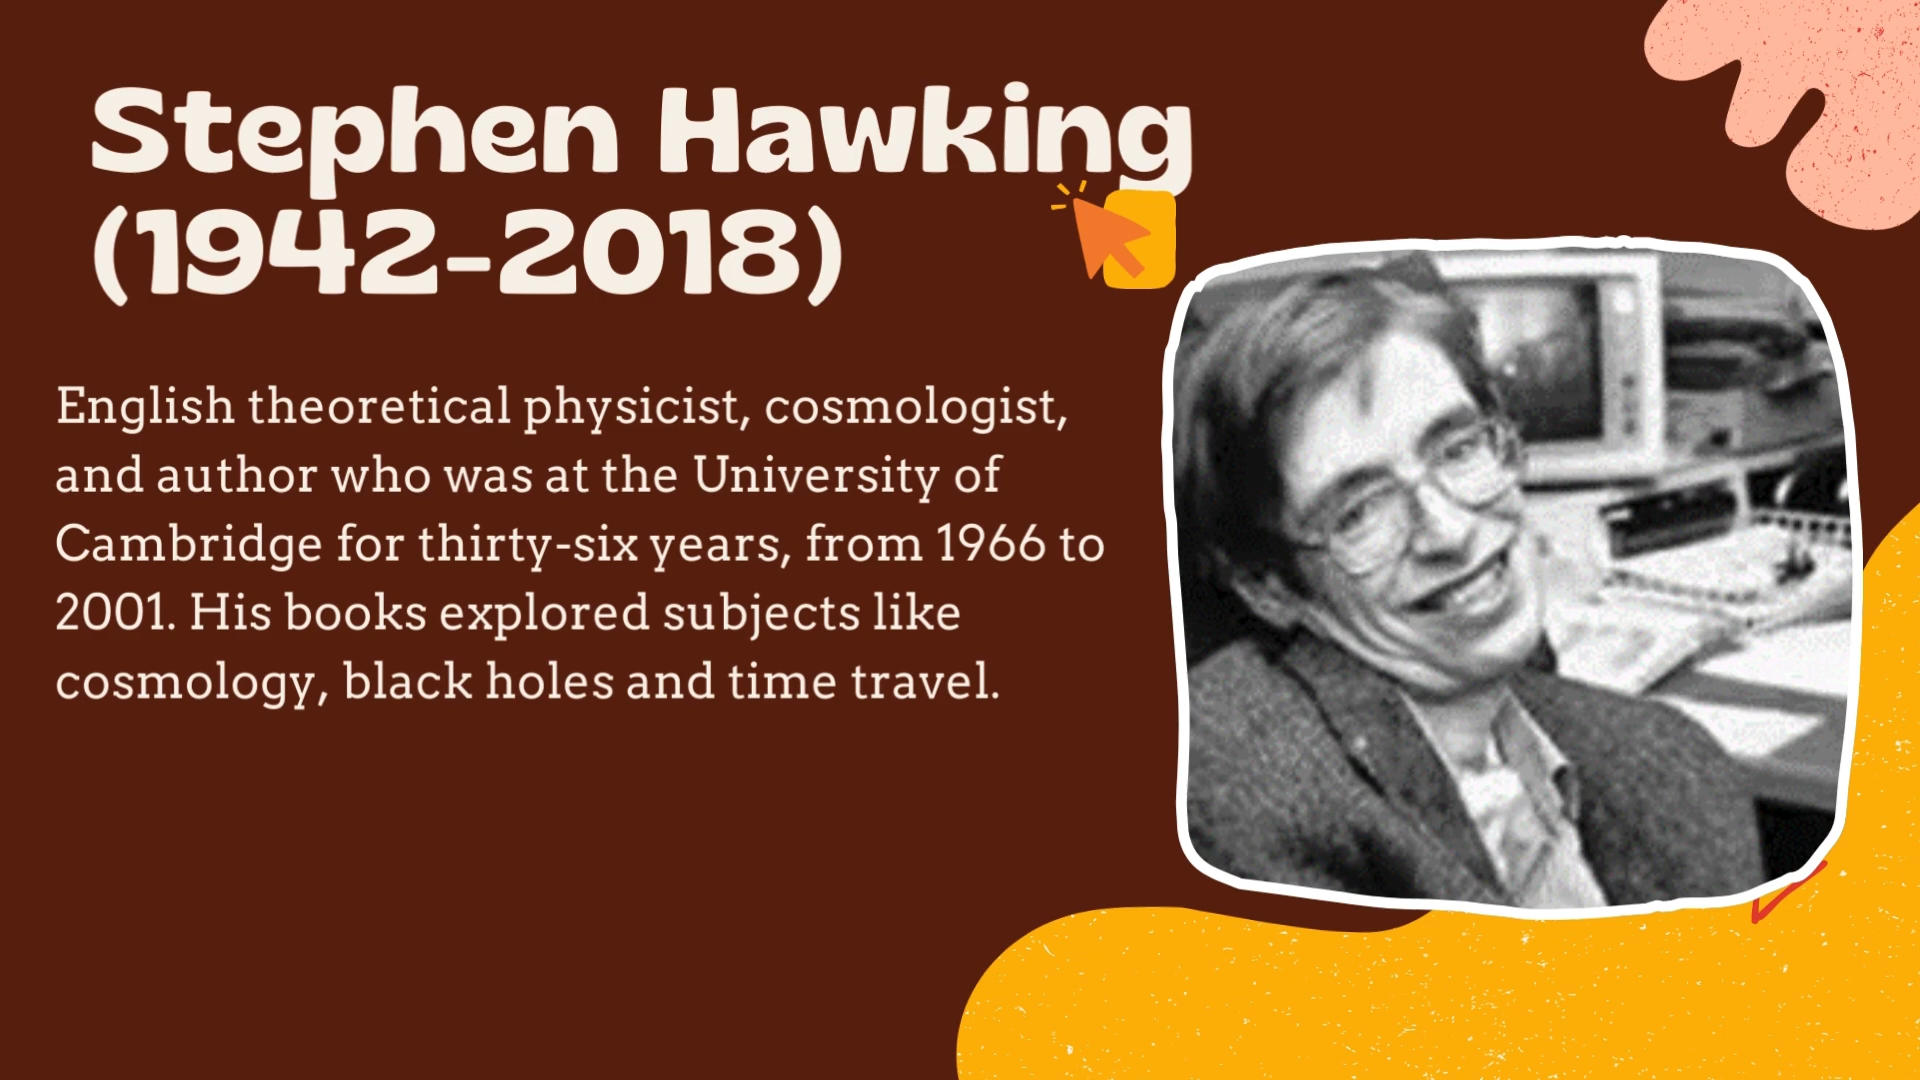 Stephen Hawking
(1942-2018)
English theoretical physicist, cosmologist,
and author who was at the University of
Cambridge for thirty-six years, from 1966 to
2001. His books explored subjects like
cosmology, black holes and time travel.